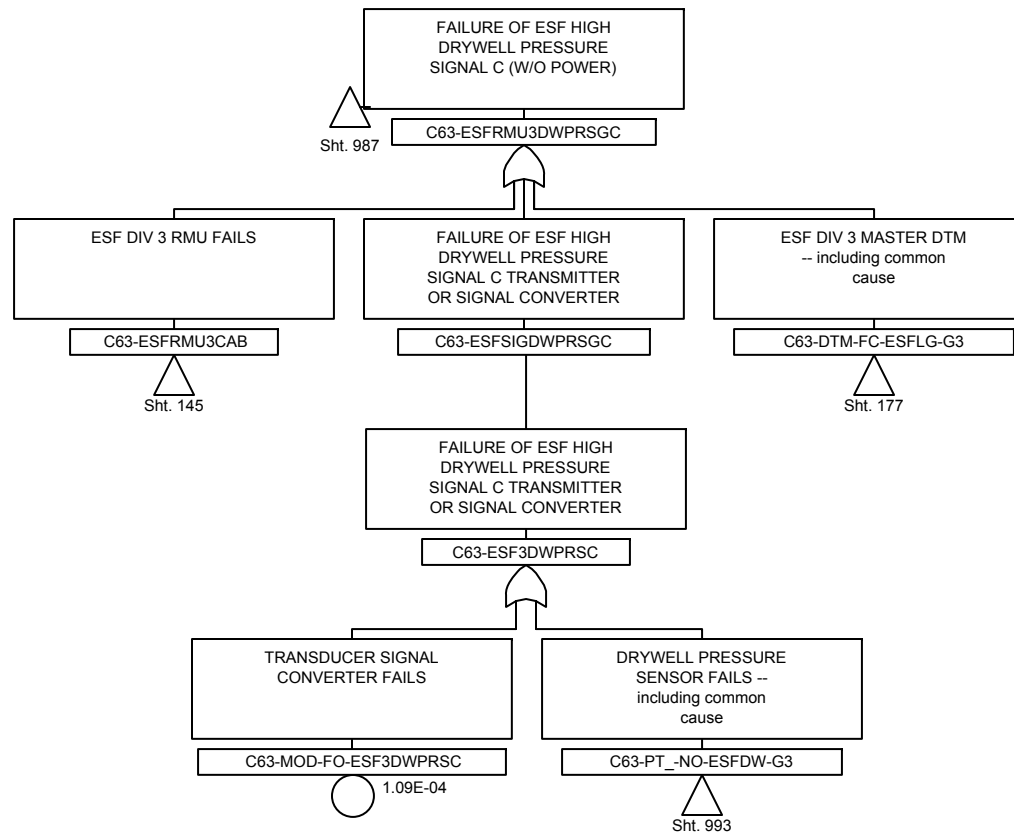 FAILURE OF ESF HIGH
DRYWELL PRESSURE
SIGNAL C (W/O POWER)
Sht. 987
C63-ESFRMU3DWPRSGC
ESF DIV 3 RMU FAILS
C63-ESFRMU3CAB
Sht. 145
FAILURE OF ESF HIGH
DRYWELL PRESSURE
SIGNAL C TRANSMITTER
OR SIGNAL CONVERTER
C63-ESFSIGDWPRSGC
ESF DIV 3 MASTER DTM
-- including common
cause
C63-DTM-FC-ESFLG-G3
Sht. 177
FAILURE OF ESF HIGH
DRYWELL PRESSURE
SIGNAL C TRANSMITTER
OR SIGNAL CONVERTER
C63-ESF3DWPRSC
TRANSDUCER SIGNAL
CONVERTER FAILS
C63-MOD-FO-ESF3DWPRSC
1.09E-04
DRYWELL PRESSURE
SENSOR FAILS --
including common
cause
C63-PT_-NO-ESFDW-G3
Sht. 993